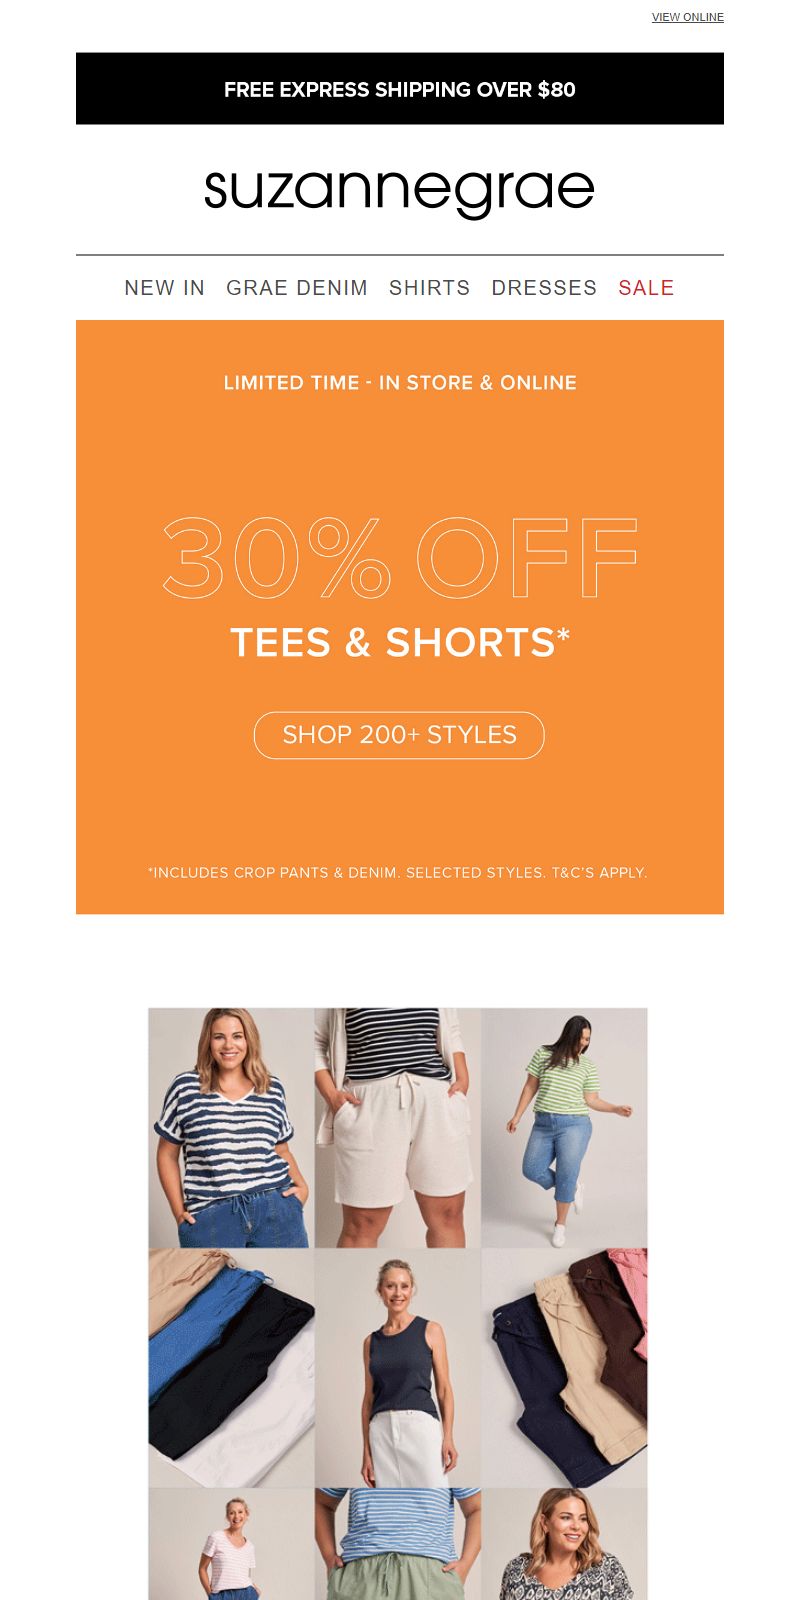 VIEW ONLINE
FREE EXPRESS SHIPPING OVER $80
suzannegrae
NEW IN GRAE DENIM SHIRTS DRESSES SALE
LIMITED TIME - IN STORE & ONLINE
30% OFF
TEES & SHORTS*
SHOP 200+ STYLES
*INCLUDES CROP PANTS & DENIM. SELECTED STYLES. T&C'S APPLY.